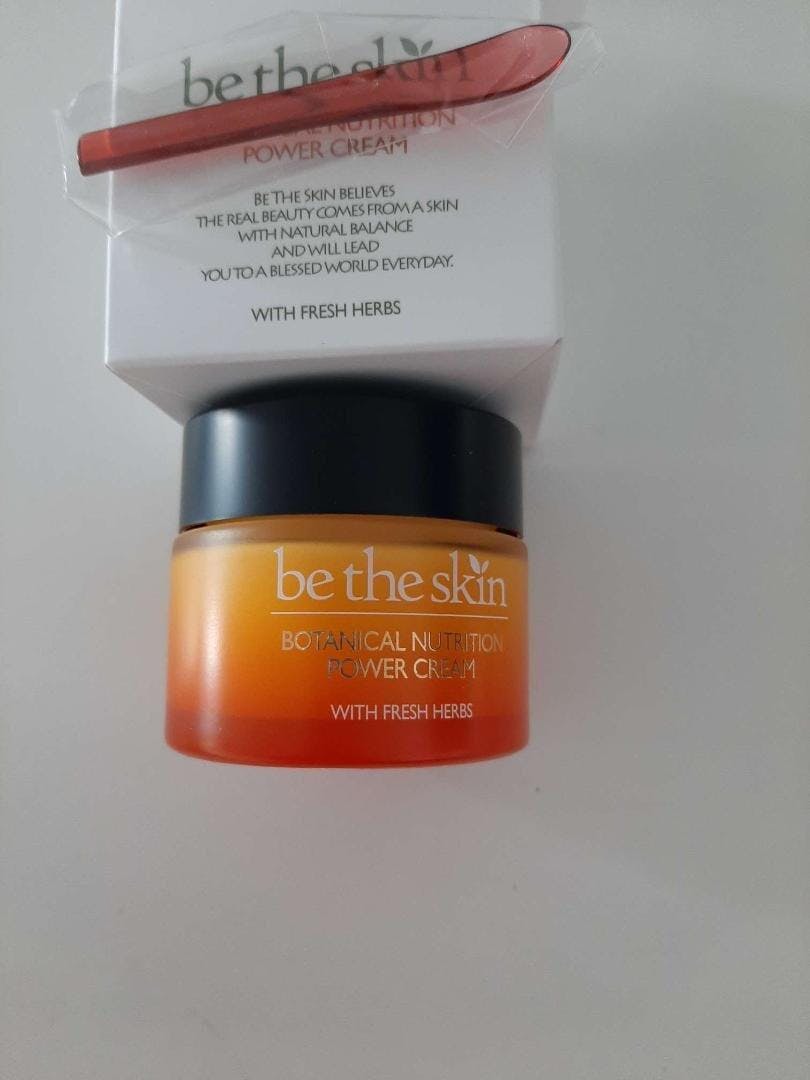 be the skin
NUTRITION
POWER CREAM
BE THE SKIN BELIEVES
THE REAL BEAUTY COMES FROM A SKIN
WITH NATURAL BALANCE
AND WILL LEAD
YOU TO A BLESSED WORLD EVERYDAY.
WITH FRESH HERBS
be the skin
BOTANICAL NUTRITION
POWER CREAM
WITH FRESH HERBS